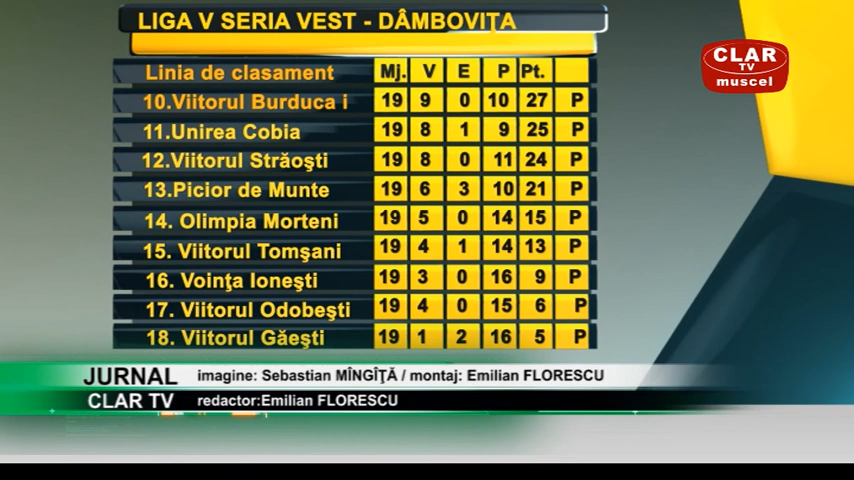 LIGA V SERIA VEST - DÂMBOVIȚA
CLAR
TV
muscel
Linia de clasament Mj. V E P Pt.
10.Viitorul Burduca i 19 9 0 10 27 P
11.Unirea Cobia 19 8 1 9 25 P
12.Viitorul Străoşti 19 8 0 11 24 P
13.Picior de Munte 19 6 3 10 21 P
14. Olimpia Morteni 19 5 0 14 15 P
15. Viitorul Tomşani 19 4 1 14 13 P
16. Voinţa Ioneşti 19 3 0 16 9 P
17. Viitorul Odobeşti 19 4 0 15 6 P
18. Viitorul Găeşti 19 1 2 16 5 P
JURNAL imagine: Sebastian MÎNGÎŢĂ / montaj: Emilian FLORESCU
CLAR TV redactor:Emilian FLORESCU